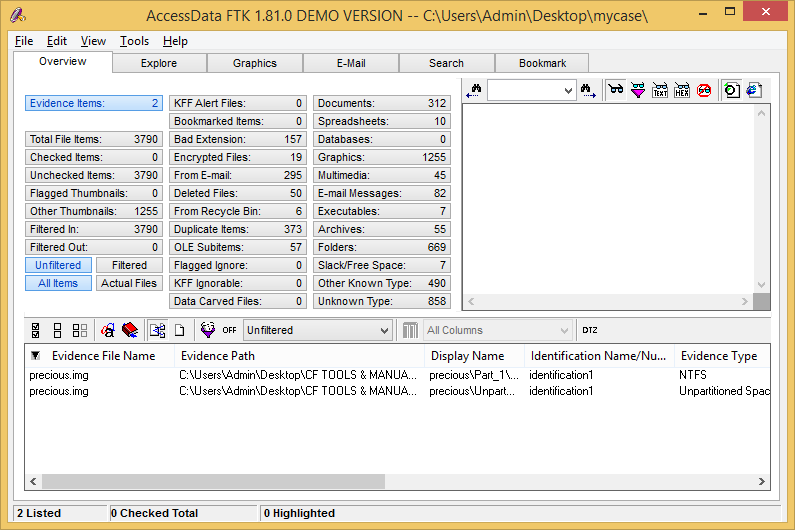 AccessData FTK 1.81.0 DEMO VERSION -- C:\Users\Admin\Desktop\mycase\
File Edit View Tools Help
Overview Explore Graphics E-Mail Search Bookmark
Evidence Items: 2 KFF Alert Files: 0 Documents: 312
Bookmarked Items: 0 Spreadsheets: 10
Total File Items: 3790 Bad Extension: 157 Databases: 0
Checked Items: 0 Encrypted Files: 19 Graphics: 1255
Unchecked Items: 3790 From E-mail: 295 Multimedia: 45
Flagged Thumbnails: 0 Deleted Files: 50 E-mail Messages: 82
Other Thumbnails: 1255 From Recycle Bin: 6 Executables: 7
Filtered In: 3790 Duplicate Items: 373 Archives: 55
Filtered Out: 0 OLE Subitems: 57 Folders: 669
Unfiltered Filtered Flagged Ignore: 0 Slack/Free Space: 7
All Items Actual Files KFF Ignorable: 0 Other Known Type: 490
Data Carved Files: 0 Unknown Type: 858
TEXT HEX
OFF Unfiltered All Columns DTZ
Evidence File Name Evidence Path Display Name Identification Name/Nu... Evidence Type
precious.img C:\Users\Admin\Desktop\CF TOOLS & MANUA... precious\Part_1\... identification1 NTFS
precious.img C:\Users\Admin\Desktop\CF TOOLS & MANUA... precious\Unpart... identification1 Unpartitioned Spac
2 Listed 0 Checked Total 0 Highlighted